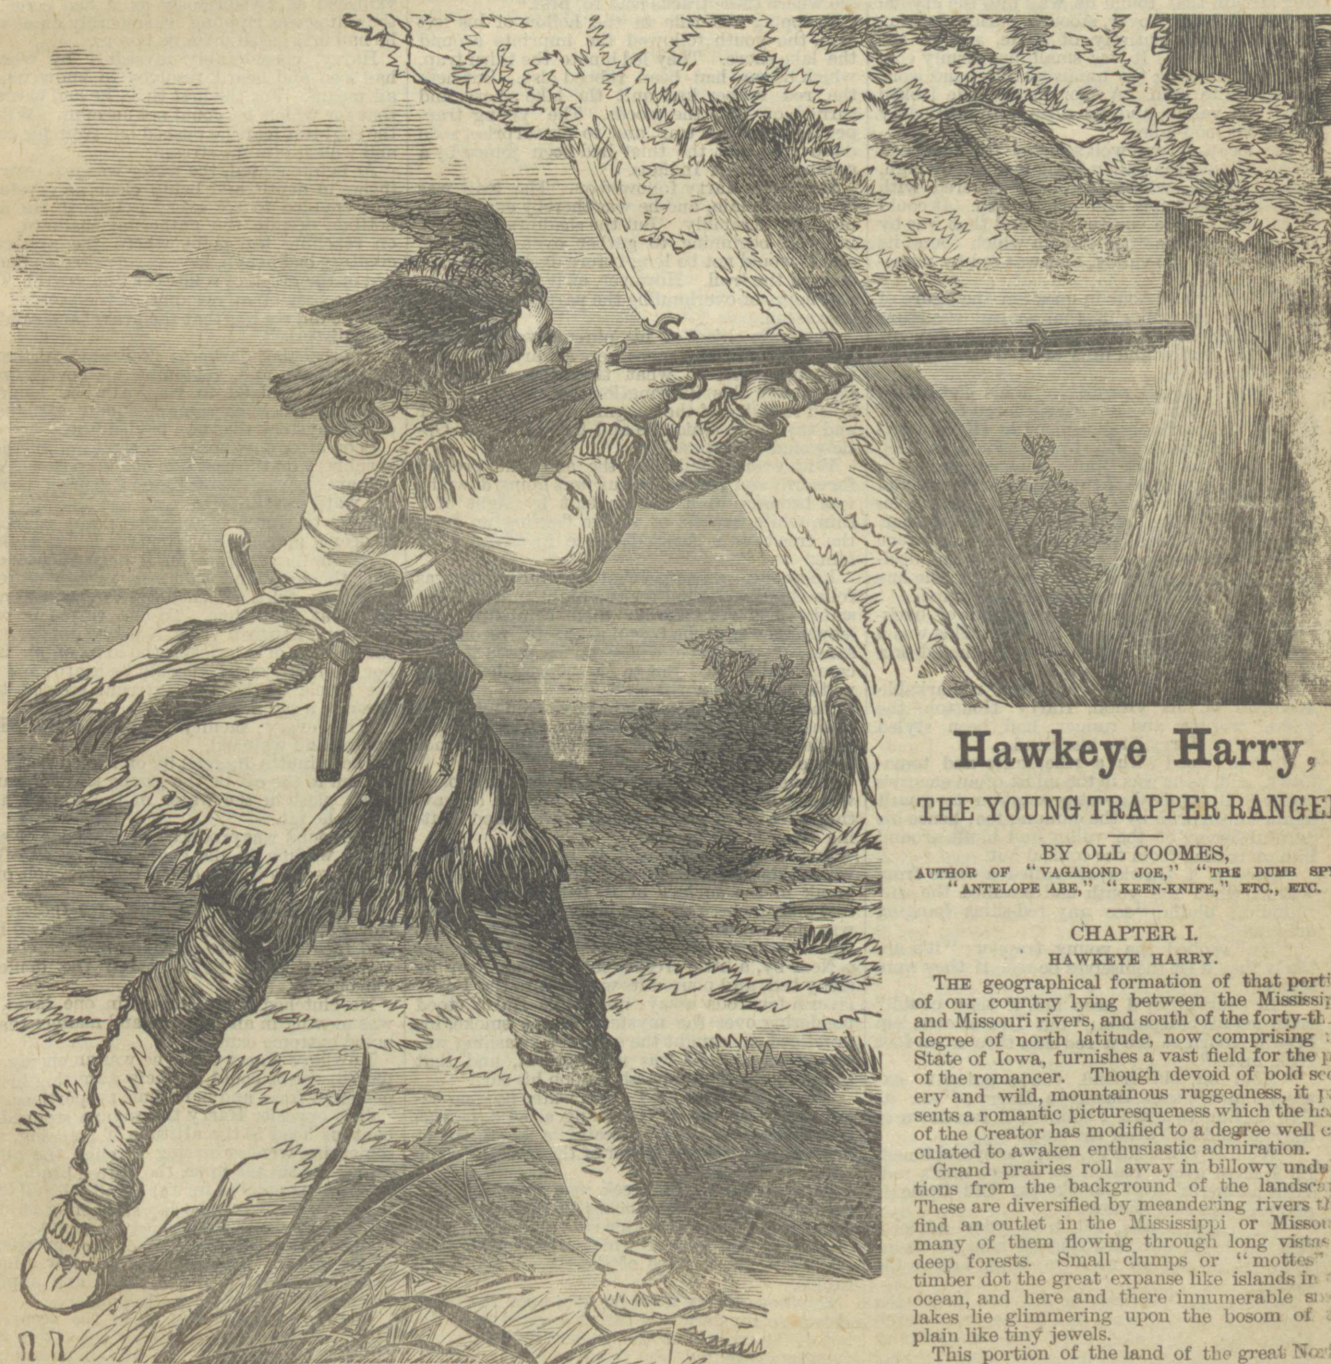 Hawkeye Harry,
THE YOUNG TRAPPER
BY OLL COOMES,
AUTHOR OF "VAGABOND JOE," "THE DUMB
"ANTELOPE ABE," "KEEN-KNIFE," ETC., ETC.
CHAPTER I.
HAWKEYE HARRY.
THE geographical formation of that
of our country lying between the
and Missouri rivers, and south of the
degree of north latitude, now comprising
State of Iowa, furnishes a vast field for the
of the romancer. Though devoid of bold
ery and wild, mountainous ruggedness, it
sents a romantic picturesqueness which the
of the Creator has modified to a degree well
culated to awaken enthusiastic admiration.
Grand prairies roll away in billowy
tions from the background of the
These are diversified by meandering rivers
find an outlet in the Mississippi or
many of them flowing through long
deep forests. Small clumps or "mottes"
timber dot the great expanse like islands in
ocean, and here and there innumerable
lakes lie glimmering upon the bosom of
plain like tiny jewels.
This portion of the land of the great